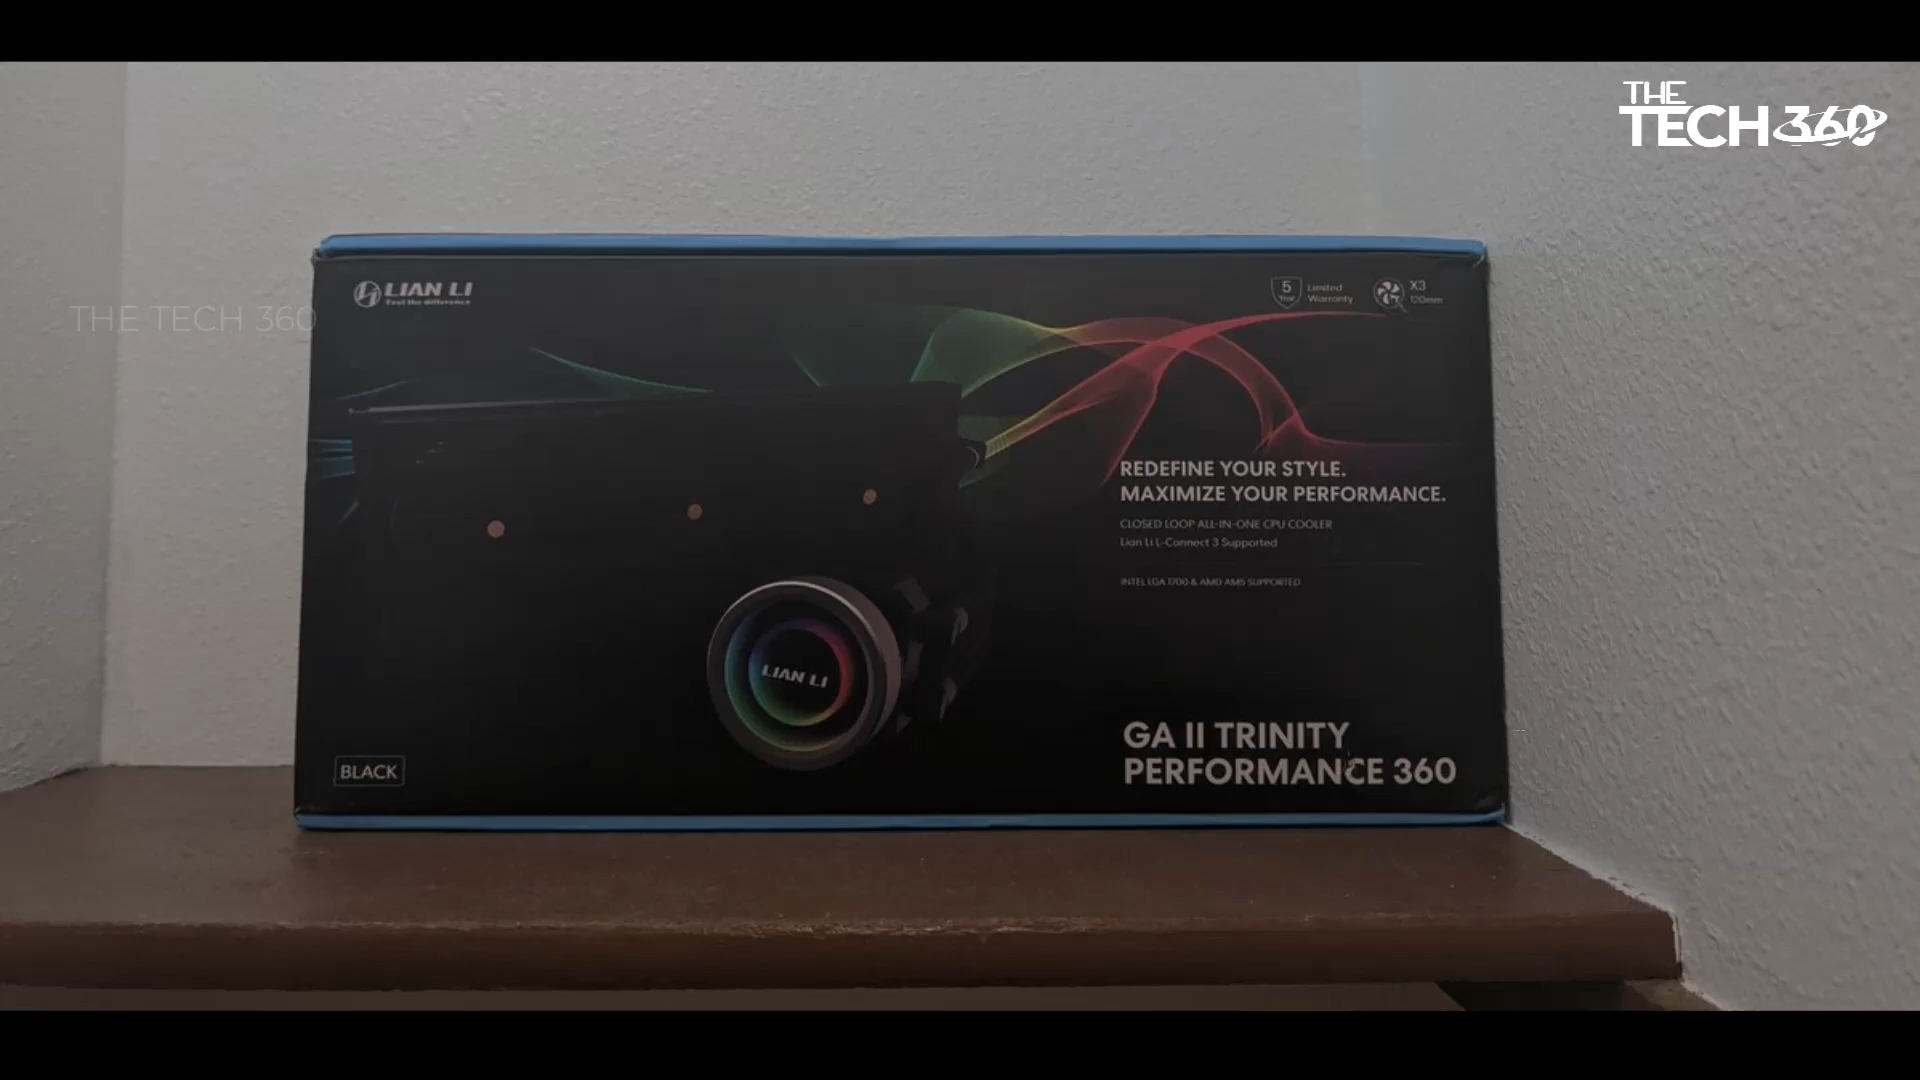 THE
TECH 360
THE TECH 360
LIAN LI
Feel the difference
5
Year
Limited
Warranty
X3
120mm
REDEFINE YOUR STYLE.
MAXIMIZE YOUR PERFORMANCE.
CLOSED LOOP ALL-IN-ONE CPU COOLER
Lian Li L-Connect 3 Supported
INTEL LGA 1700 & AMD AM5 SUPPORTED
LIAN LI
GA II TRINITY
PERFORMANCE 360
BLACK